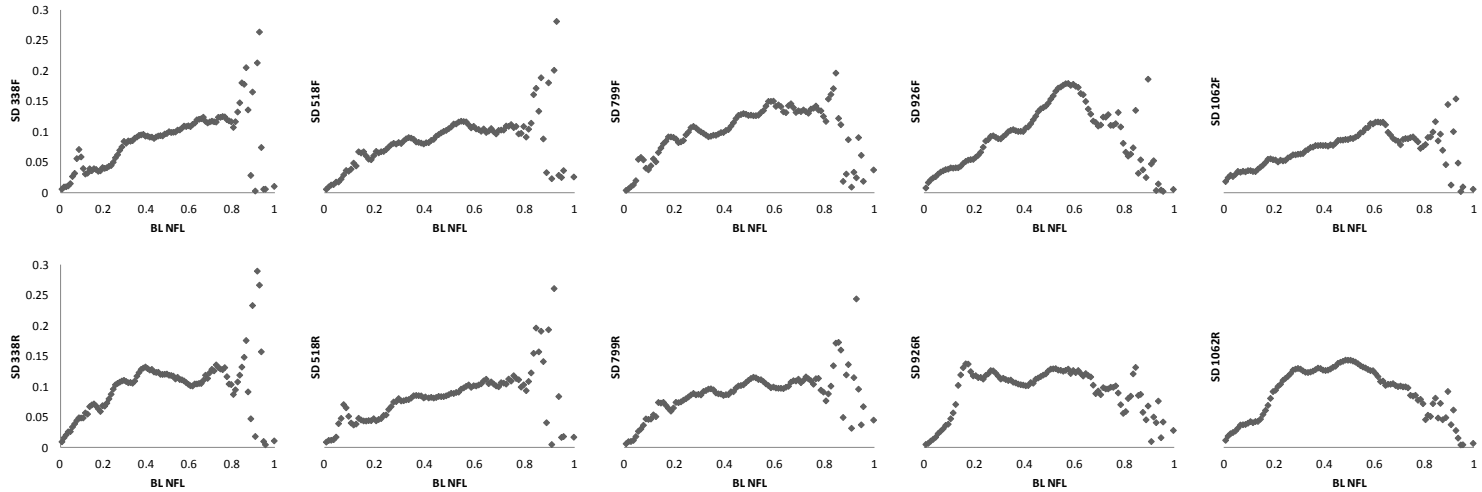 0.3
0.25
0.2
0.15
0.1
0.05
0
SD 338F
SD 518F
SD 799F
SD 926F
SD 1062F
0 0.2 0.4 0.6 0.8 1
0 0.2 0.4 0.6 0.8 1
0 0.2 0.4 0.6 0.8 1
0 0.2 0.4 0.6 0.8 1
0 0.2 0.4 0.6 0.8 1
BL NFL
BL NFL
BL NFL
BL NFL
BL NFL
0.3
0.25
0.2
0.15
0.1
0.05
0
SD 338R
SD 518R
SD 799R
SD 926R
SD 1062R
0 0.2 0.4 0.6 0.8 1
0 0.2 0.4 0.6 0.8 1
0 0.2 0.4 0.6 0.8 1
0 0.2 0.4 0.6 0.8 1
0 0.2 0.4 0.6 0.8 1
BL NFL
BL NFL
BL NFL
BL NFL
BL NFL